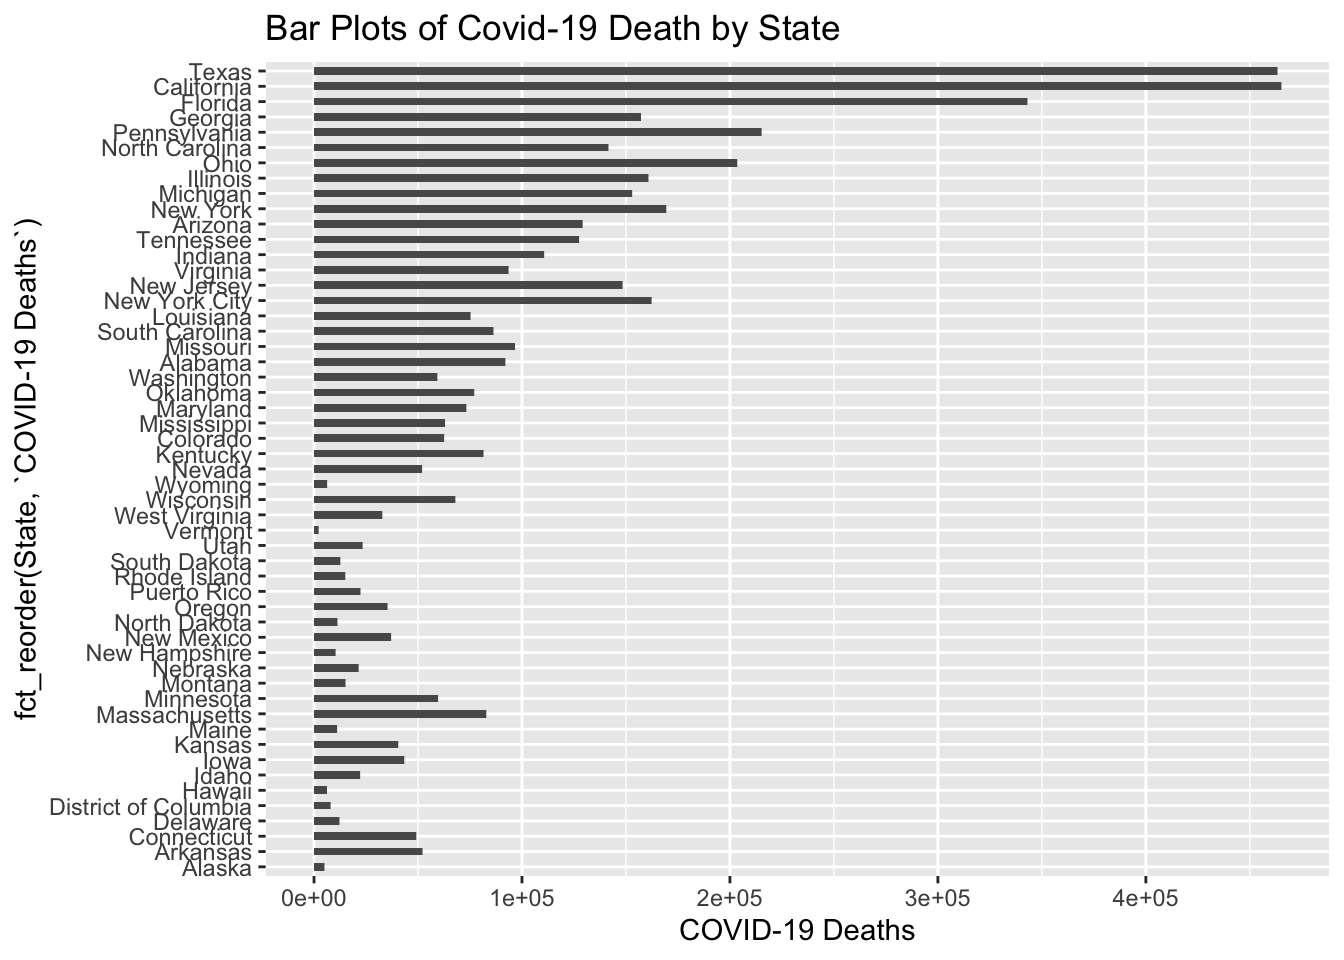 Bar Plots of Covid-19 Death by State
fct_reorder(State, `COVID-19 Deaths`)
Texas
California
Florida
Georgia
Pennsylvania
North Carolina
Ohio
Illinois
Michigan
New York
Arizona
Tennessee
Indiana
Virginia
New Jersey
New York City
Louisiana
South Carolina
Missouri
Alabama
Washington
Oklahoma
Maryland
Mississippi
Colorado
Kentucky
Nevada
Wyoming
Wisconsin
West Virginia
Vermont
Utah
South Dakota
Rhode Island
Puerto Rico
Oregon
North Dakota
New Mexico
New Hampshire
Nebraska
Montana
Minnesota
Massachusetts
Maine
Kansas
Iowa
Idaho
Hawaii
District of Columbia
Delaware
Connecticut
Arkansas
Alaska
0e+00 1e+05 2e+05 3e+05 4e+05
COVID-19 Deaths